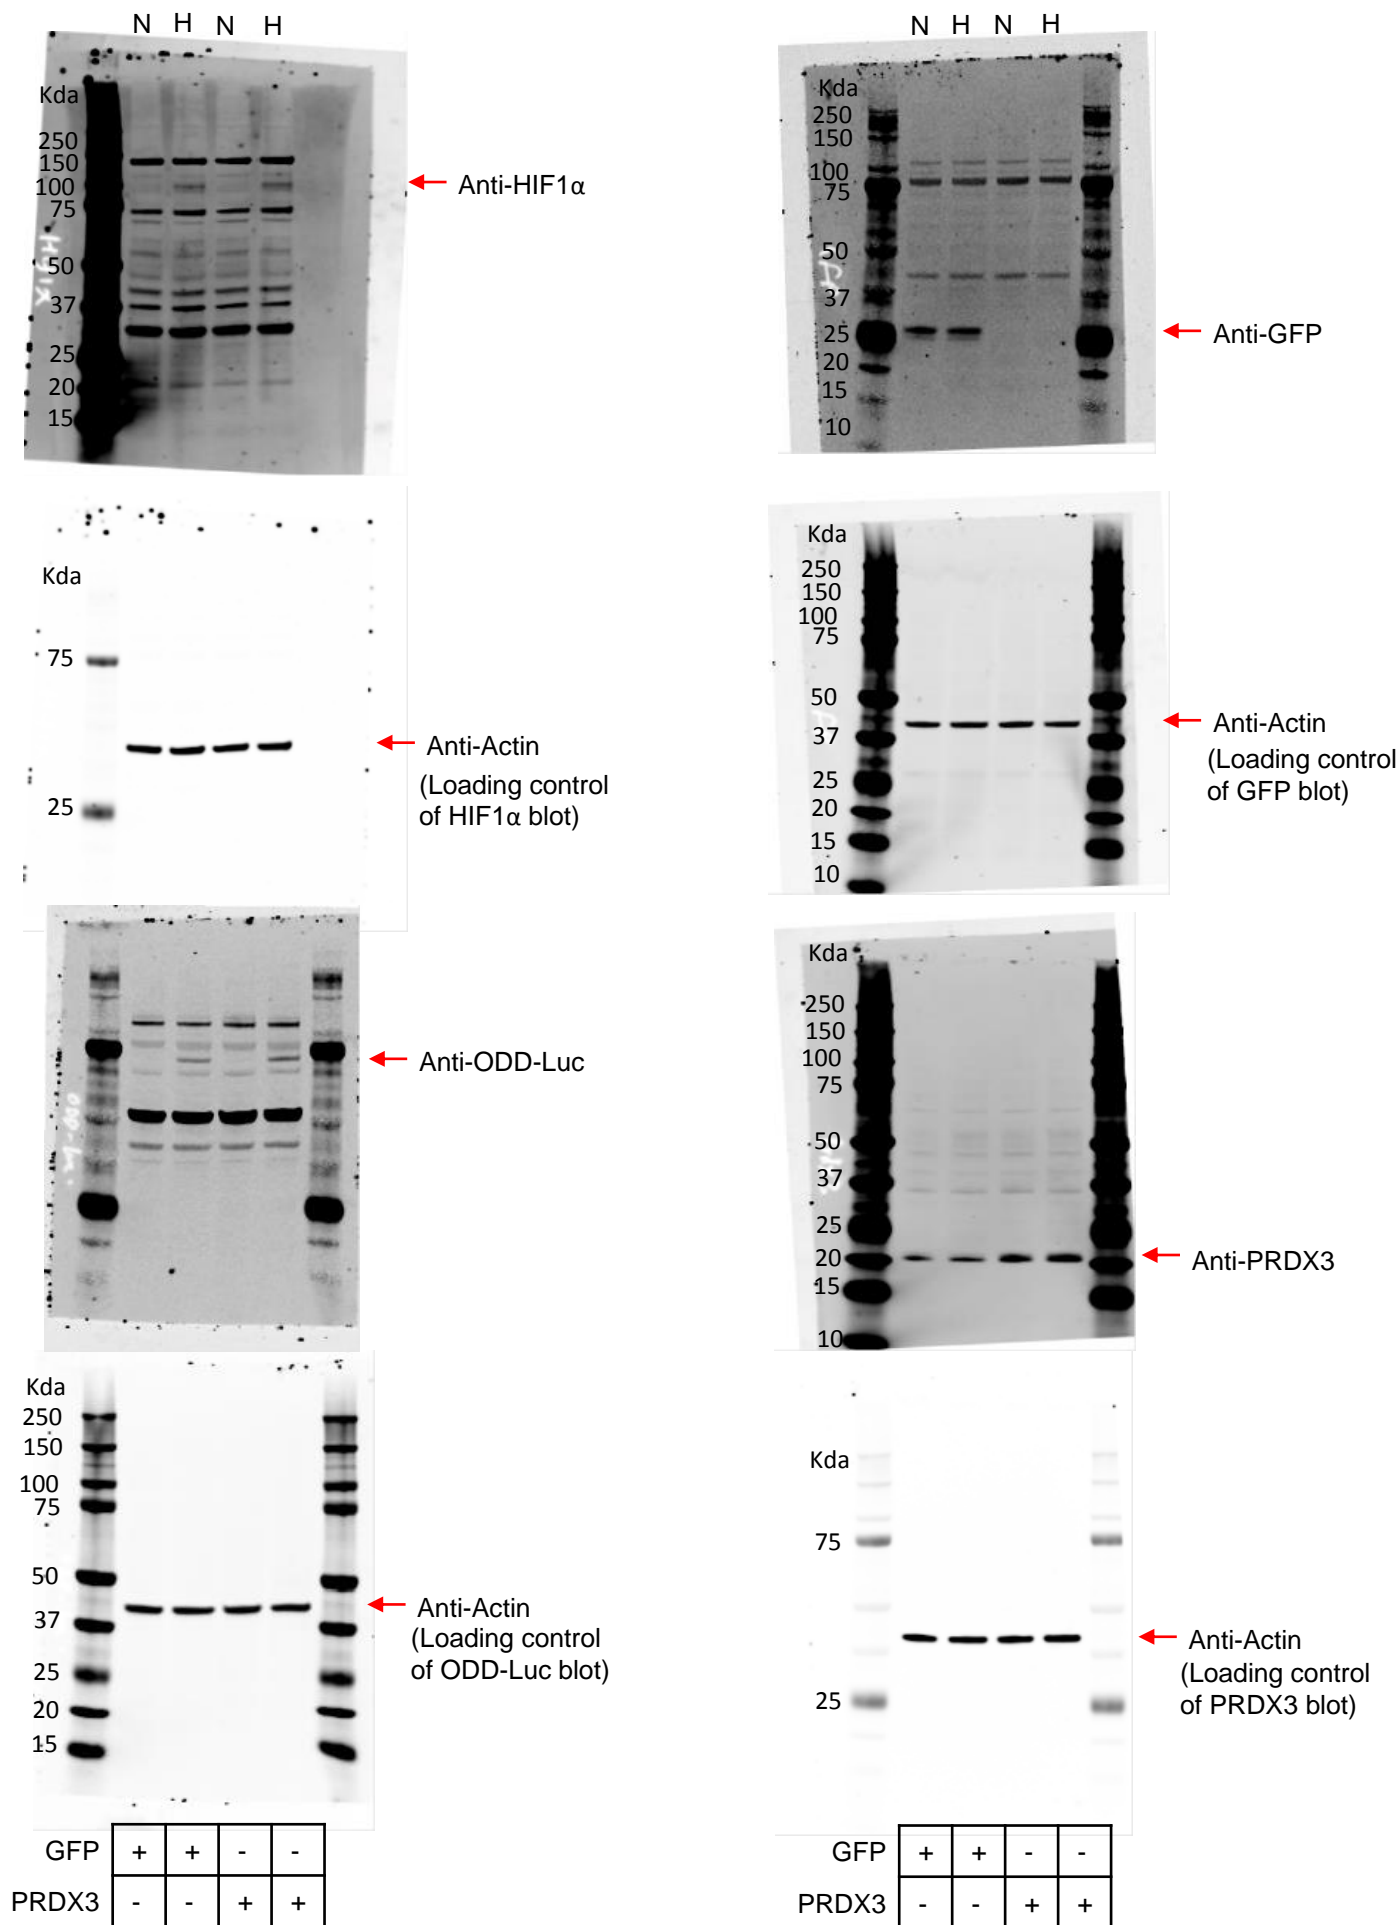 N H N H
Kda
250
150
100
75
50
37
25
20
15
Anti-HIF1α
Kda
75
25
Anti-Actin
(Loading control
of HIF1α blot)
Anti-ODD-Luc
Kda
250
150
100
75
50
37
25
20
15
Anti-Actin
(Loading control
of ODD-Luc blot)
GFP + + - -
PRDX3 - - + +
N H N H
Kda
250
150
100
75
50
37
25
20
15
10
Anti-GFP
Kda
250
150
100
75
50
37
25
20
15
10
Anti-Actin
(Loading control
of GFP blot)
Kda
250
150
100
75
50
37
25
20
15
10
Anti-PRDX3
Kda
75
25
Anti-Actin
(Loading control
of PRDX3 blot)
GFP + + - -
PRDX3 - - + +